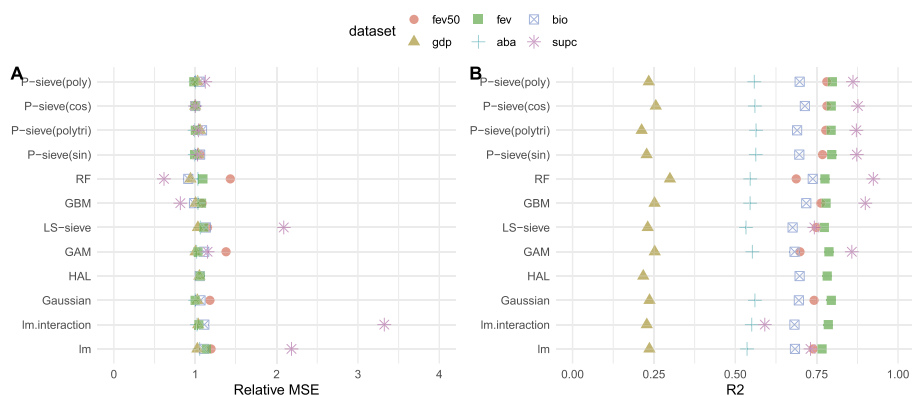 dataset
fev50
fev
bio
gdp
aba
supc
A
P−sieve(poly)
P−sieve(cos)
P−sieve(polytri)
P−sieve(sin)
RF
GBM
LS−sieve
GAM
HAL
Gaussian
lm.interaction
lm
0
1
2
3
4
Relative MSE
B
P−sieve(poly)
P−sieve(cos)
P−sieve(polytri)
P−sieve(sin)
RF
GBM
LS−sieve
GAM
HAL
Gaussian
lm.interaction
lm
0.00
0.25
0.50
0.75
1.00
R2